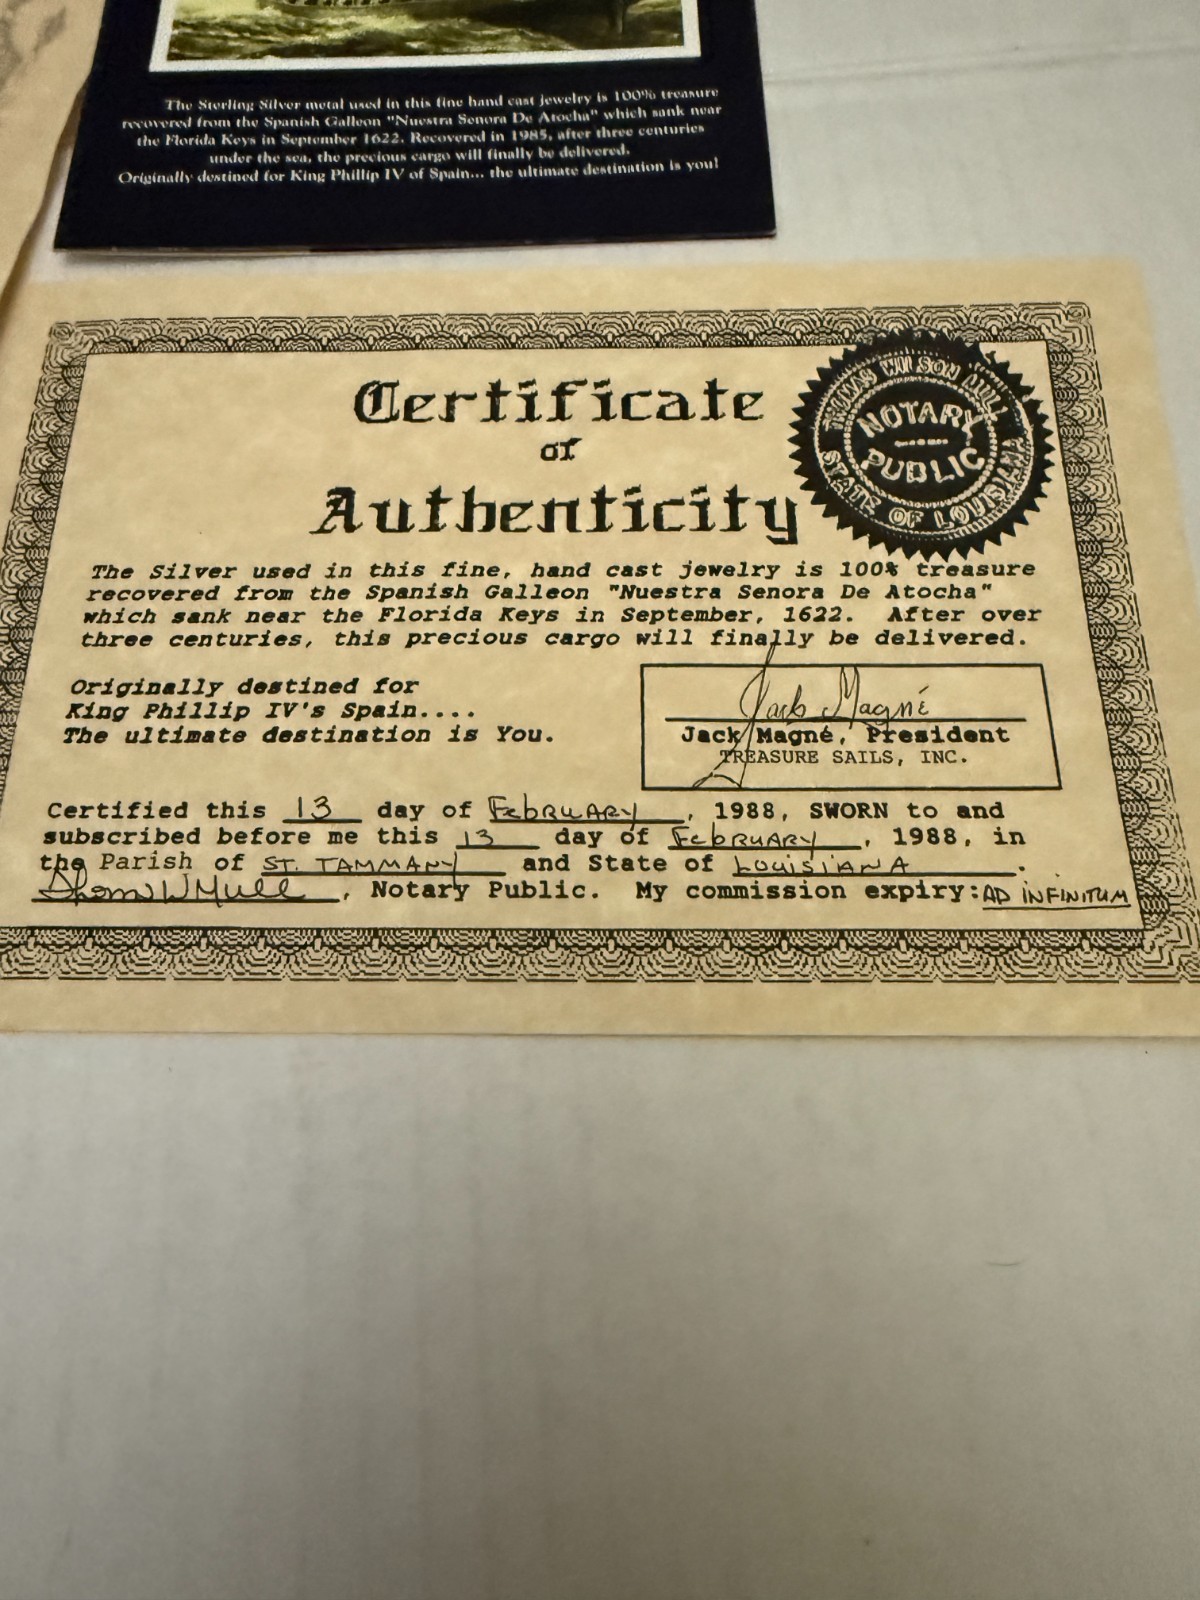 The Sterling Silver metal used in this fine hand cast jewelry is 100% treasure
recovered from the Spanish Galleon "Nuestra Senora De Atocha" which sank near
the Florida Keys in September 1622. Recovered in 1985, after three centuries
under the sea, the precious cargo will finally be delivered.
Originally destined for King Phillip IV of Spain... the ultimate destination is you!
Certificate
of
Authenticity
THOMAS WILSON MULL
NOTARY
PUBLIC
STATE OF LOUISIANA
The Silver used in this fine, hand cast jewelry is 100% treasure
recovered from the Spanish Galleon "Nuestra Senora De Atocha"
which sank near the Florida Keys in September, 1622. After over
three centuries, this precious cargo will finally be delivered.
Originally destined for
King Phillip IV's Spain....
The ultimate destination is You.
Jack Magné
Jack Magné, President
TREASURE SAILS, INC.
Certified this 13 day of February, 1988, SWORN to and
subscribed before me this 13 day of February, 1988, in
the Parish of ST. TAMMANY and State of LOUISIANA.
Thomas W Mull, Notary Public. My commission expiry: AD INFINITUM